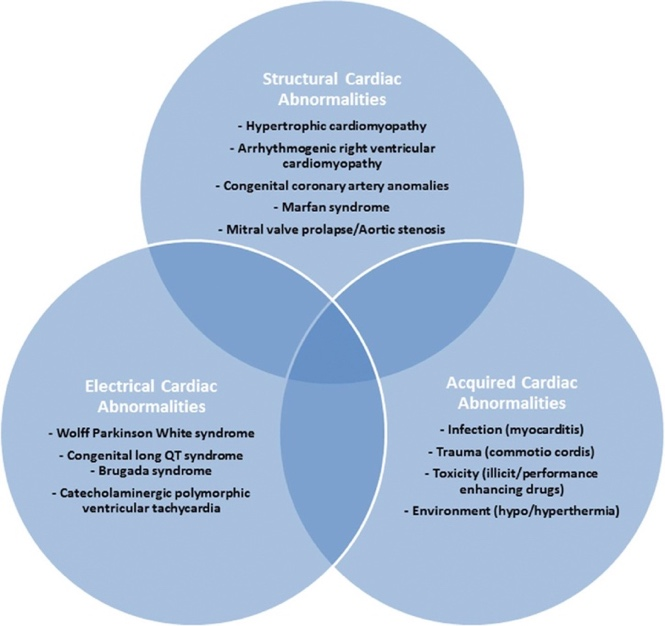 Structural Cardiac
Abnormalities
- Hypertrophic cardiomyopathy
- Arrhythmogenic right ventricular
cardiomyopathy
- Congenital coronary artery anomalies
- Marfan syndrome
- Mitral valve prolapse/Aortic stenosis
Electrical Cardiac
Abnormalities
- Wolff Parkinson White syndrome
- Congenital long QT syndrome
- Brugada syndrome
- Catecholaminergic polymorphic
ventricular tachycardia
Acquired Cardiac
Abnormalities
- Infection (myocarditis)
- Trauma (commotio cordis)
- Toxicity (illicit/performance
enhancing drugs)
- Environment (hypo/hyperthermia)